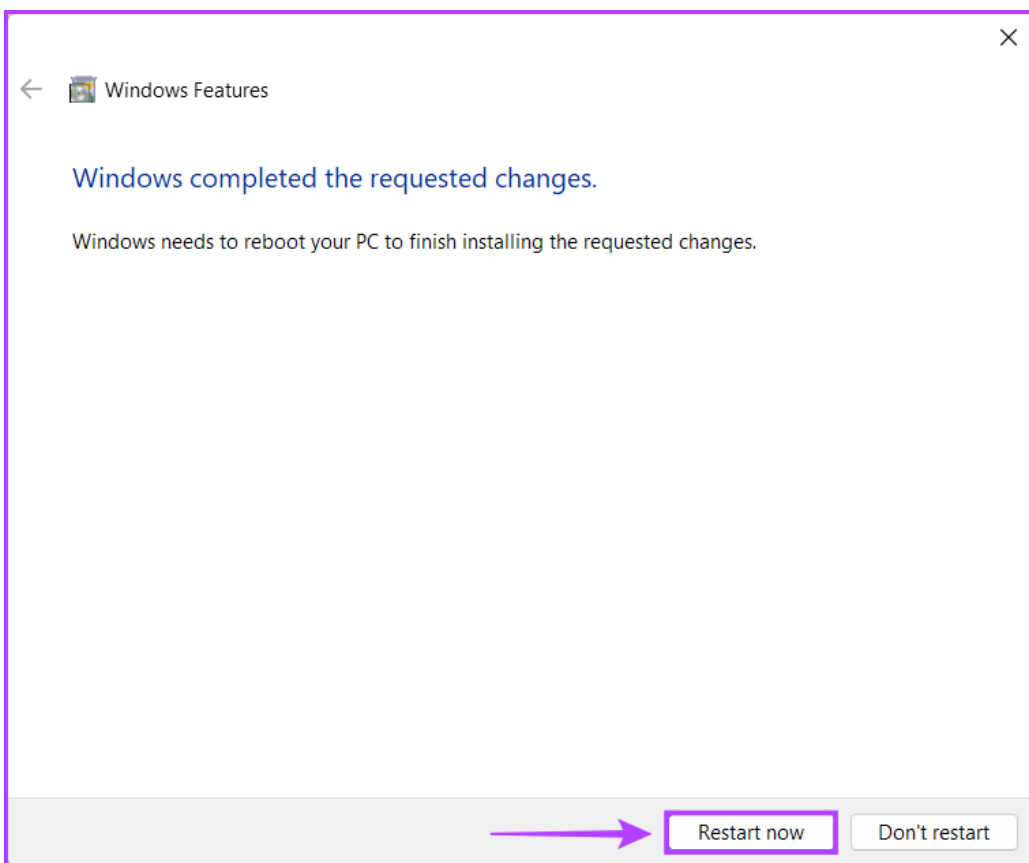 Windows Features
Windows completed the requested changes.
Windows needs to reboot your PC to finish installing the requested changes.
Restart now
Don't restart